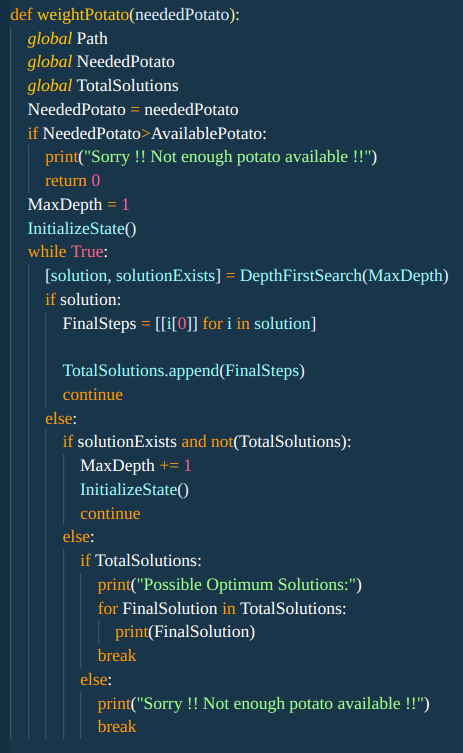 def weightPotato(neededPotato):
    global Path
    global NeededPotato
    global TotalSolutions
    NeededPotato = neededPotato
    if NeededPotato>AvailablePotato:
        print("Sorry !! Not enough potato available !!")
        return 0
    MaxDepth = 1
    InitializeState()
    while True:
        [solution, solutionExists] = DepthFirstSearch(MaxDepth)
        if solution:
            FinalSteps = [[i[0]] for i in solution]

            TotalSolutions.append(FinalSteps)
            continue
        else:
            if solutionExists and not(TotalSolutions):
                MaxDepth += 1
                InitializeState()
                continue
            else:
                if TotalSolutions:
                    print("Possible Optimum Solutions:")
                    for FinalSolution in TotalSolutions:
                        print(FinalSolution)
                    break
                else:
                    print("Sorry !! Not enough potato available !!")
                    break